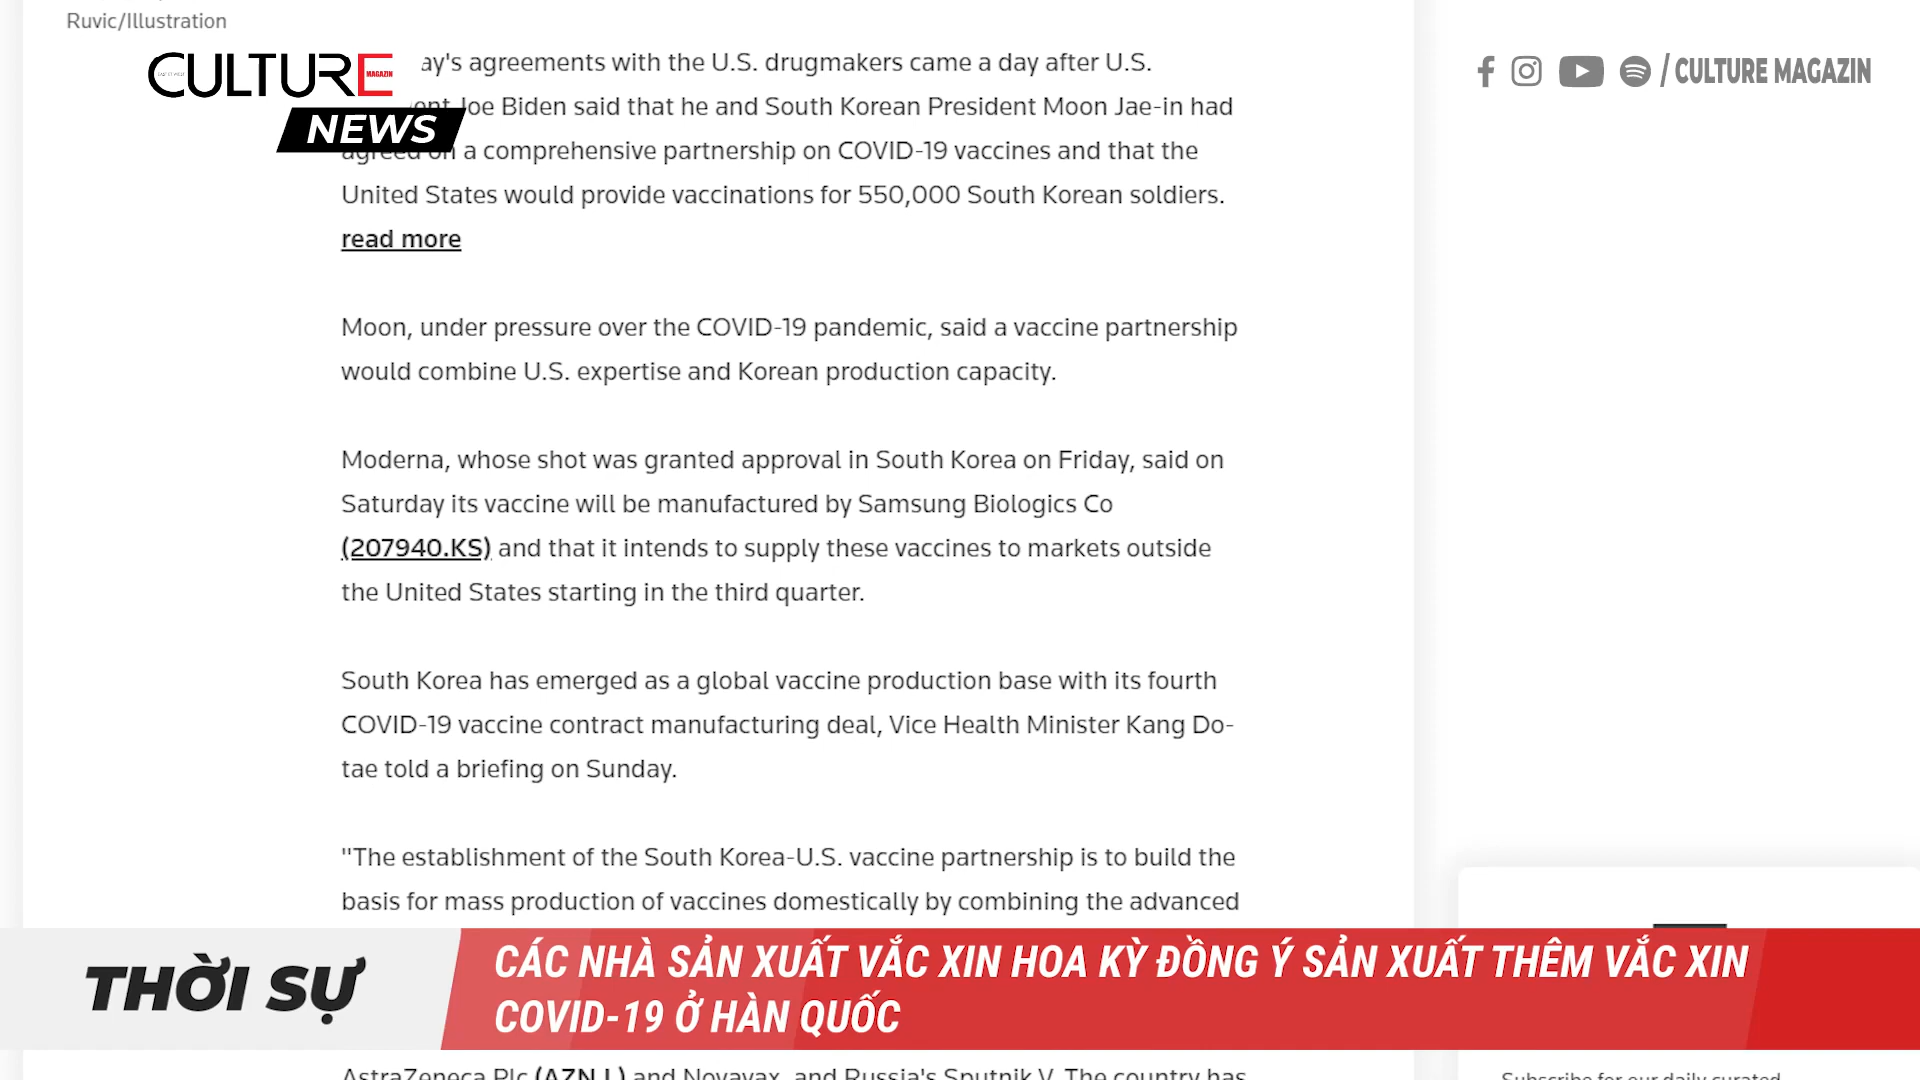 Ruvic/Illustration
CULTURE
MAGAZIN
NEWS
/ CULTURE MAGAZIN
ay's agreements with the U.S. drugmakers came a day after U.S.
Joe Biden said that he and South Korean President Moon Jae-in had
agreed on a comprehensive partnership on COVID-19 vaccines and that the
United States would provide vaccinations for 550,000 South Korean soldiers.
read more
Moon, under pressure over the COVID-19 pandemic, said a vaccine partnership
would combine U.S. expertise and Korean production capacity.
Moderna, whose shot was granted approval in South Korea on Friday, said on
Saturday its vaccine will be manufactured by Samsung Biologics Co
(207940.KS) and that it intends to supply these vaccines to markets outside
the United States starting in the third quarter.
South Korea has emerged as a global vaccine production base with its fourth
COVID-19 vaccine contract manufacturing deal, Vice Health Minister Kang Do-
tae told a briefing on Sunday.
"The establishment of the South Korea-U.S. vaccine partnership is to build the
basis for mass production of vaccines domestically by combining the advanced
THỜI SỰ
CÁC NHÀ SẢN XUẤT VẮC XIN HOA KỲ ĐỒNG Ý SẢN XUẤT THÊM VẮC XIN
COVID-19 Ở HÀN QUỐC
AstraZeneca Plc (AZN.L) and Novavax, and Russia's Sputnik V. The country has
Subscribe for our daily curated